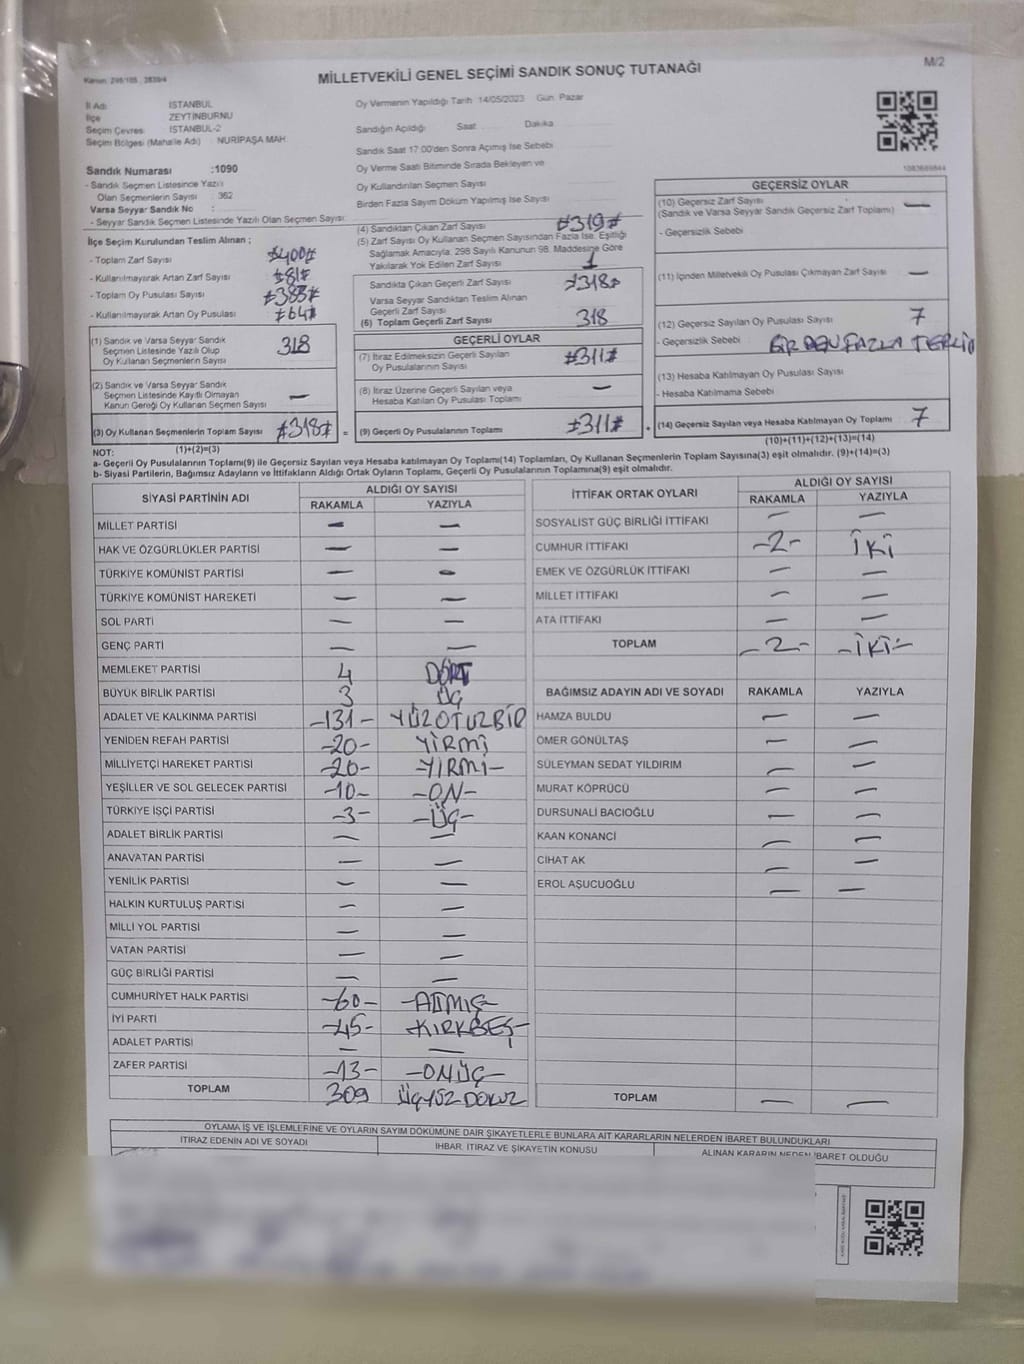 Kanun: 298/105 , 2839/4
MİLLETVEKİLİ GENEL SEÇİMİ SANDIK SONUÇ TUTANAĞI
M/2
İl Adı: İSTANBUL
İlçe ZEYTİNBURNU
Seçim Çevresi İSTANBUL-2
Seçim Bölgesi (Mahalle Adı) NURİPAŞA MAH.
Oy Vermenin Yapıldığı Tarih 14/05/2023 Gün: Pazar
Sandığın Açıldığı Saat Dakika
Sandık Saat 17:00'den Sonra Açımış İse Sebebi
Oy Verme Saati Bitiminde Sırada Bekleyen ve
Oy Kullandırılan Seçmen Sayısı
Birden Fazla Sayım Döküm Yapılmış İse Sayısı
Sandık Numarası :1090
- Sandık Seçmen Listesinde Yazılı
Olan Seçmenlerin Sayısı : 362
Varsa Seyyar Sandık No :
- Seyyar Sandık Seçmen Listesinde Yazılı Olan Seçmen Sayısı:
İlçe Seçim Kurulundan Teslim Alınan ;
- Toplam Zarf Sayısı ≠400≠
- Kullanılmayarak Artan Zarf Sayısı ≠81≠
- Toplam Oy Pusulası Sayısı ≠383≠
- Kullanılmayarak Artan Oy Pusulası ≠64≠
(4) Sandıktan Çıkan Zarf Sayısı ≠319≠
(5) Zarf Sayısı Oy Kullanan Seçmen Sayısından Fazla İse, Eşitliği
Sağlamak Amacıyla, 298 Sayılı Kanunun 98. Maddesine Göre
Yakılarak Yok Edilen Zarf Sayısı 1
Sandıkta Çıkan Geçerli Zarf Sayısı ≠318≠
Varsa Seyyar Sandıktan Teslim Alınan
Geçerli Zarf Sayısı
(6) Toplam Geçerli Zarf Sayısı 318
(1) Sandık ve Varsa Seyyar Sandık
Seçmen Listesinde Yazılı Olup
Oy Kullanan Seçmenlerin Sayısı 318
(2) Sandık ve Varsa Seyyar Sandık
Seçmen Listesinde Kayıtlı Olmayan
Kanun Gereği Oy Kullanan Seçmen Sayısı —
(3) Oy Kullanan Seçmenlerin Toplam Sayısı ≠318≠ =
(1)+(2)=(3)
GEÇERLİ OYLAR
(7) İtiraz Edilmeksizin Geçerli Sayılan
Oy Pusulalarının Sayısı ≠311≠
(8) İtiraz Üzerine Geçerli Sayılan veya
Hesaba Katılan Oy Pusulası Toplamı —
(9) Geçerli Oy Pusulalarının Toplamı ≠311≠ +
1083689844
GEÇERSİZ OYLAR
(10) Geçersiz Zarf Sayısı
(Sandık ve Varsa Seyyar Sandık Geçersiz Zarf Toplamı) —
- Geçersizlik Sebebi
(11) İçinden Milletvekili Oy Pusulası Çıkmayan Zarf Sayısı —
(12) Geçersiz Sayılan Oy Pusulası Sayısı 7
- Geçersizlik Sebebi BİRDEN FAZLA TERCİH
(13) Hesaba Katılmayan Oy Pusulası Sayısı
- Hesaba Katılmama Sebebi
(14) Geçersiz Sayılan veya Hesaba Katılmayan Oy Toplamı 7
(10)+(11)+(12)+(13)=(14)
NOT:
a- Geçerli Oy Pusulalarının Toplamı(9) ile Geçersiz Sayılan veya Hesaba katılmayan Oy Toplamı(14) Toplamları, Oy Kullanan Seçmenlerin Toplam Sayısına(3) eşit olmalıdır. (9)+(14)=(3)
b- Siyasi Partilerin, Bağımsız Adayların ve İttifakların Aldığı Ortak Oyların Toplamı, Geçerli Oy Pusulalarının Toplamına(9) eşit olmalıdır.
SİYASİ PARTİNİN ADI ALDIĞI OY SAYISI
RAKAMLA YAZIYLA
MİLLET PARTİSİ — —
HAK VE ÖZGÜRLÜKLER PARTİSİ — —
TÜRKİYE KOMÜNİST PARTİSİ — —
TÜRKİYE KOMÜNİST HAREKETİ — —
SOL PARTİ — —
GENÇ PARTİ — —
MEMLEKET PARTİSİ 4 DÖRT
BÜYÜK BİRLİK PARTİSİ 3 ÜÇ
ADALET VE KALKINMA PARTİSİ -131- YÜZOTUZBİR
YENİDEN REFAH PARTİSİ -20- YİRMİ
MİLLİYETÇİ HAREKET PARTİSİ -20- -YİRMİ-
YEŞİLLER VE SOL GELECEK PARTİSİ -10- -ON-
TÜRKİYE İŞÇİ PARTİSİ -3- -ÜÇ-
ADALET BİRLİK PARTİSİ — —
ANAVATAN PARTİSİ — —
YENİLİK PARTİSİ — —
HALKIN KURTULUŞ PARTİSİ — —
MİLLİ YOL PARTİSİ — —
VATAN PARTİSİ — —
GÜÇ BİRLİĞİ PARTİSİ — —
CUMHURİYET HALK PARTİSİ -60- -ATMIŞ-
İYİ PARTİ -45- -KIRKBEŞ-
ADALET PARTİSİ — —
ZAFER PARTİSİ -13- -ONÜÇ-
TOPLAM 309 ÜÇYÜZDOKUZ
İTTİFAK ORTAK OYLARI ALDIĞI OY SAYISI
RAKAMLA YAZIYLA
SOSYALİST GÜÇ BİRLİĞİ İTTİFAKI — —
CUMHUR İTTİFAKI -2- İKİ
EMEK VE ÖZGÜRLÜK İTTİFAKI — —
MİLLET İTTİFAKI — —
ATA İTTİFAKI — —
TOPLAM -2- -İKİ-
BAĞIMSIZ ADAYIN ADI VE SOYADI RAKAMLA YAZIYLA
HAMZA BULDU — —
ÖMER GÖNÜLTAŞ — —
SÜLEYMAN SEDAT YILDIRIM — —
MURAT KÖPRÜCÜ — —
DURSUNALİ BACIOĞLU — —
KAAN KONANCİ — —
CİHAT AK — —
EROL AŞUCUOĞLU — —
TOPLAM — —
OYLAMA İŞ VE İŞLEMLERİNE VE OYLARIN SAYIM DÖKÜMÜNE DAİR ŞİKAYETLERLE BUNLARA AİT KARARLARIN NELERDEN İBARET BULUNDUKLARI
İTİRAZ EDENİN ADI VE SOYADI İHBAR, İTİRAZ VE ŞİKAYETİN KONUSU ALINAN KARARIN NEDEN İBARET OLDUĞU